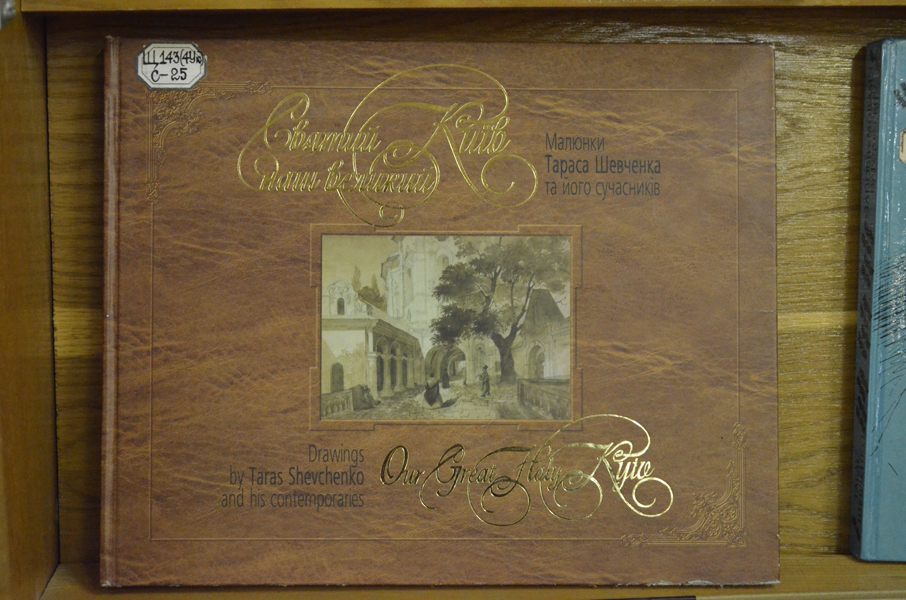 Щ143(4Ук)
С-25
Святий Київ
наш великий
Малюнки
Тараса Шевченка
та його сучасників
Drawings
by Taras Shevchenko
and his contemporaries
Our Great Holy Kyiv